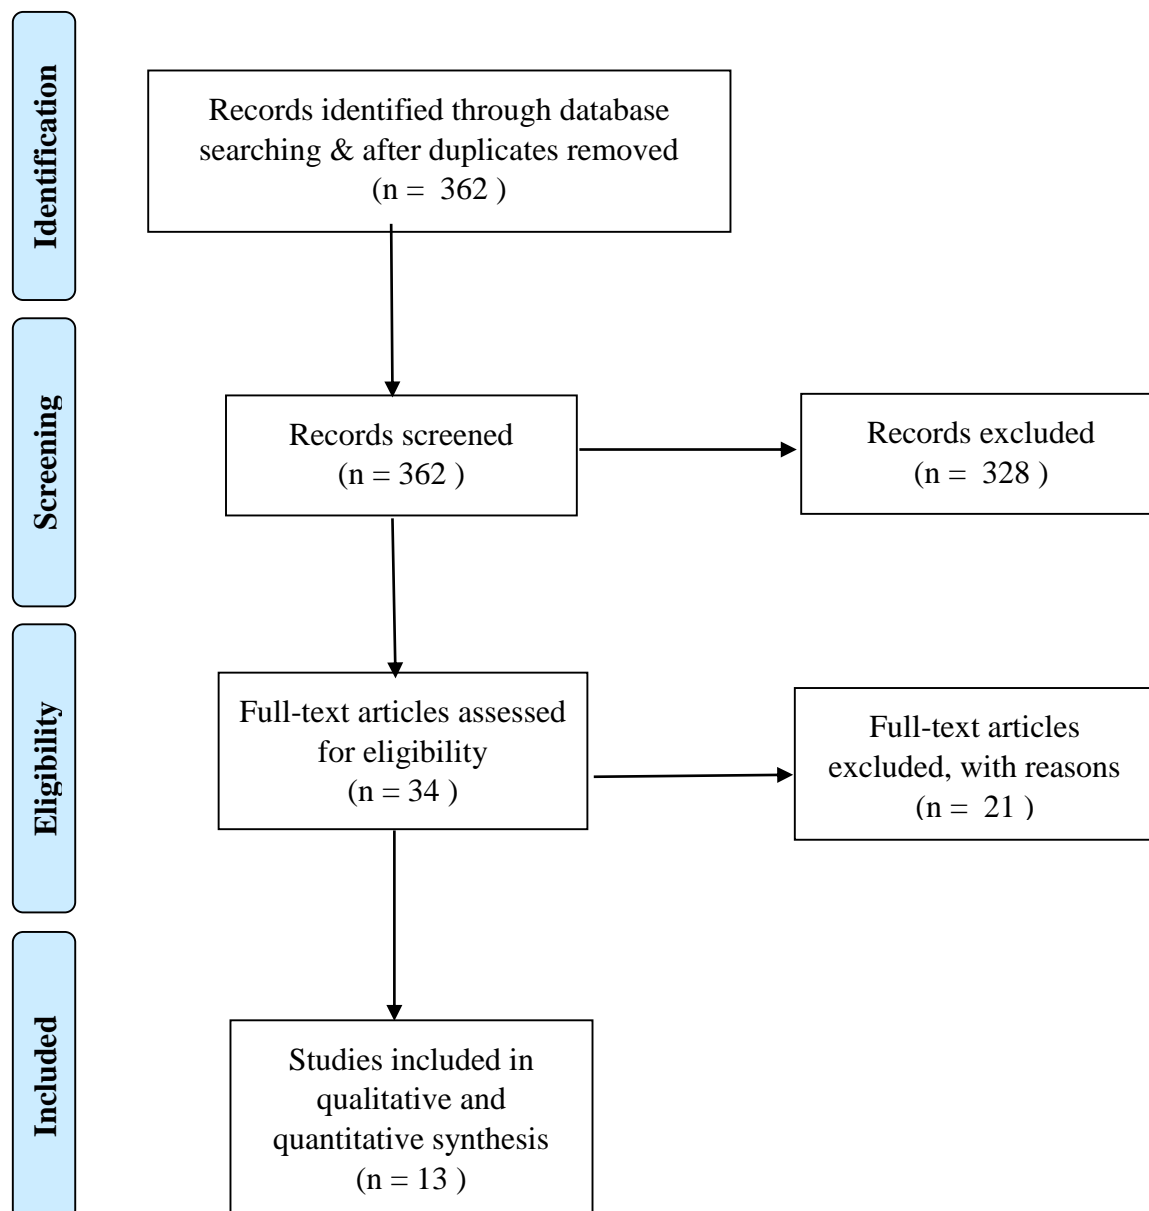 Identification
Records identified through database
searching & after duplicates removed
(n =  362 )
Screening
Records screened
(n = 362 )
Records excluded
(n =  328 )
Eligibility
Full-text articles assessed
for eligibility
(n = 34 )
Full-text articles
excluded, with reasons
(n =  21 )
Included
Studies included in
qualitative and
quantitative synthesis
(n = 13 )